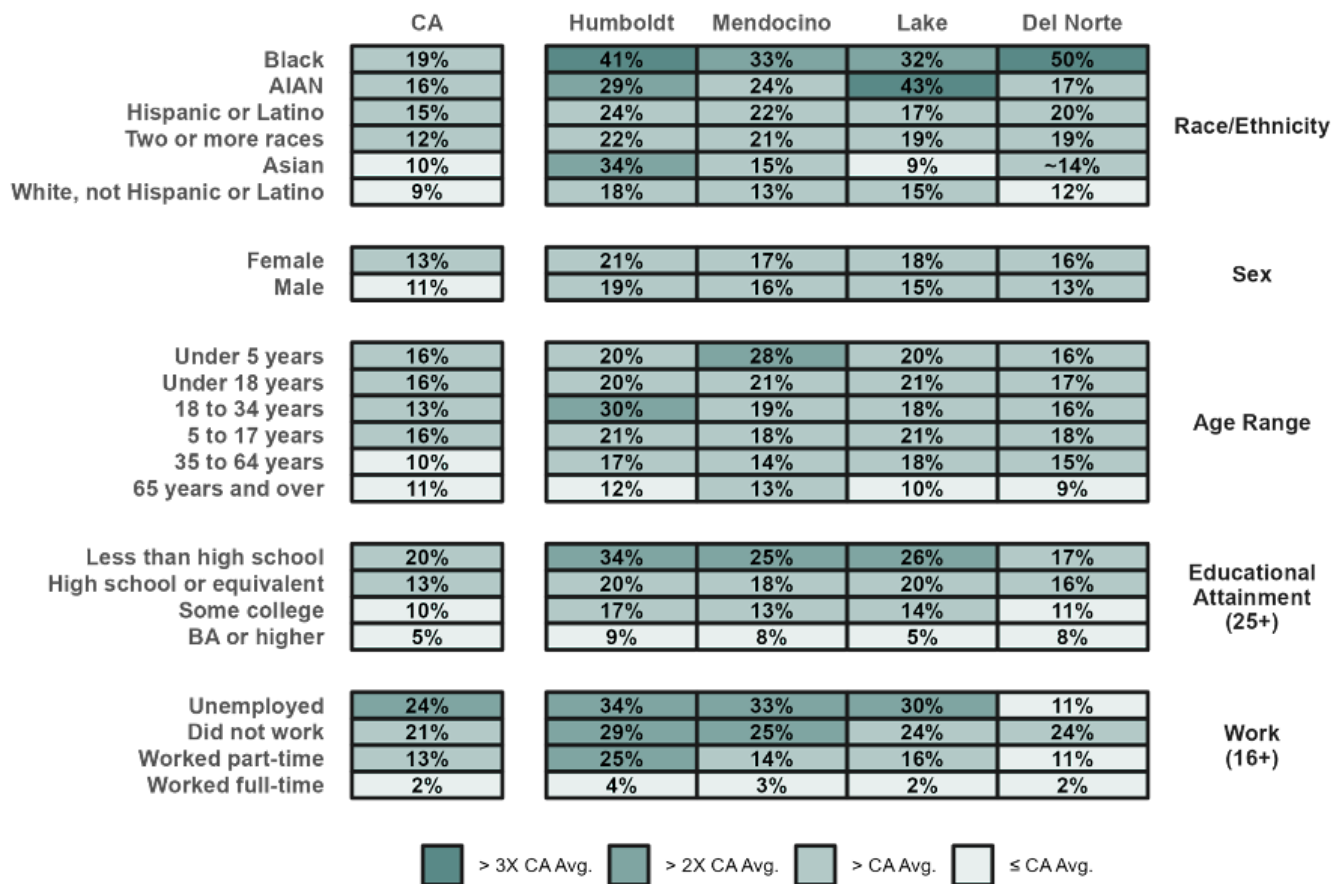 CA Humboldt Mendocino Lake Del Norte
Black 19% 41% 33% 32% 50%
AIAN 16% 29% 24% 43% 17%
Hispanic or Latino 15% 24% 22% 17% 20%
Race/Ethnicity
Two or more races 12% 22% 21% 19% 19%
Asian 10% 34% 15% 9% ~14%
White, not Hispanic or Latino 9% 18% 13% 15% 12%
Female 13% 21% 17% 18% 16%
Sex
Male 11% 19% 16% 15% 13%
Under 5 years 16% 20% 28% 20% 16%
Under 18 years 16% 20% 21% 21% 17%
18 to 34 years 13% 30% 19% 18% 16%
Age Range
5 to 17 years 16% 21% 18% 21% 18%
35 to 64 years 10% 17% 14% 18% 15%
65 years and over 11% 12% 13% 10% 9%
Less than high school 20% 34% 25% 26% 17%
Educational
High school or equivalent 13% 20% 18% 20% 16%
Attainment
Some college 10% 17% 13% 14% 11%
(25+)
BA or higher 5% 9% 8% 5% 8%
Unemployed 24% 34% 33% 30% 11%
Did not work 21% 29% 25% 24% 24%
Work
Worked part-time 13% 25% 14% 16% 11%
(16+)
Worked full-time 2% 4% 3% 2% 2%
> 3X CA Avg. > 2X CA Avg. > CA Avg. ≤ CA Avg.